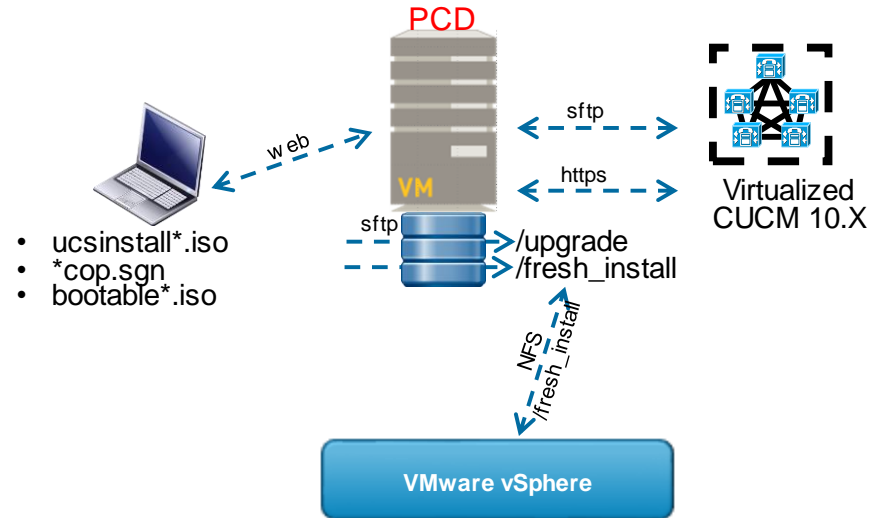 PCD
web
VM
sftp
https
Virtualized
CUCM 10.X
• ucsinstall*.iso
• *cop.sgn
• bootable*.iso
sftp
/upgrade
/fresh_install
NFS
/fresh_install
VMware vSphere